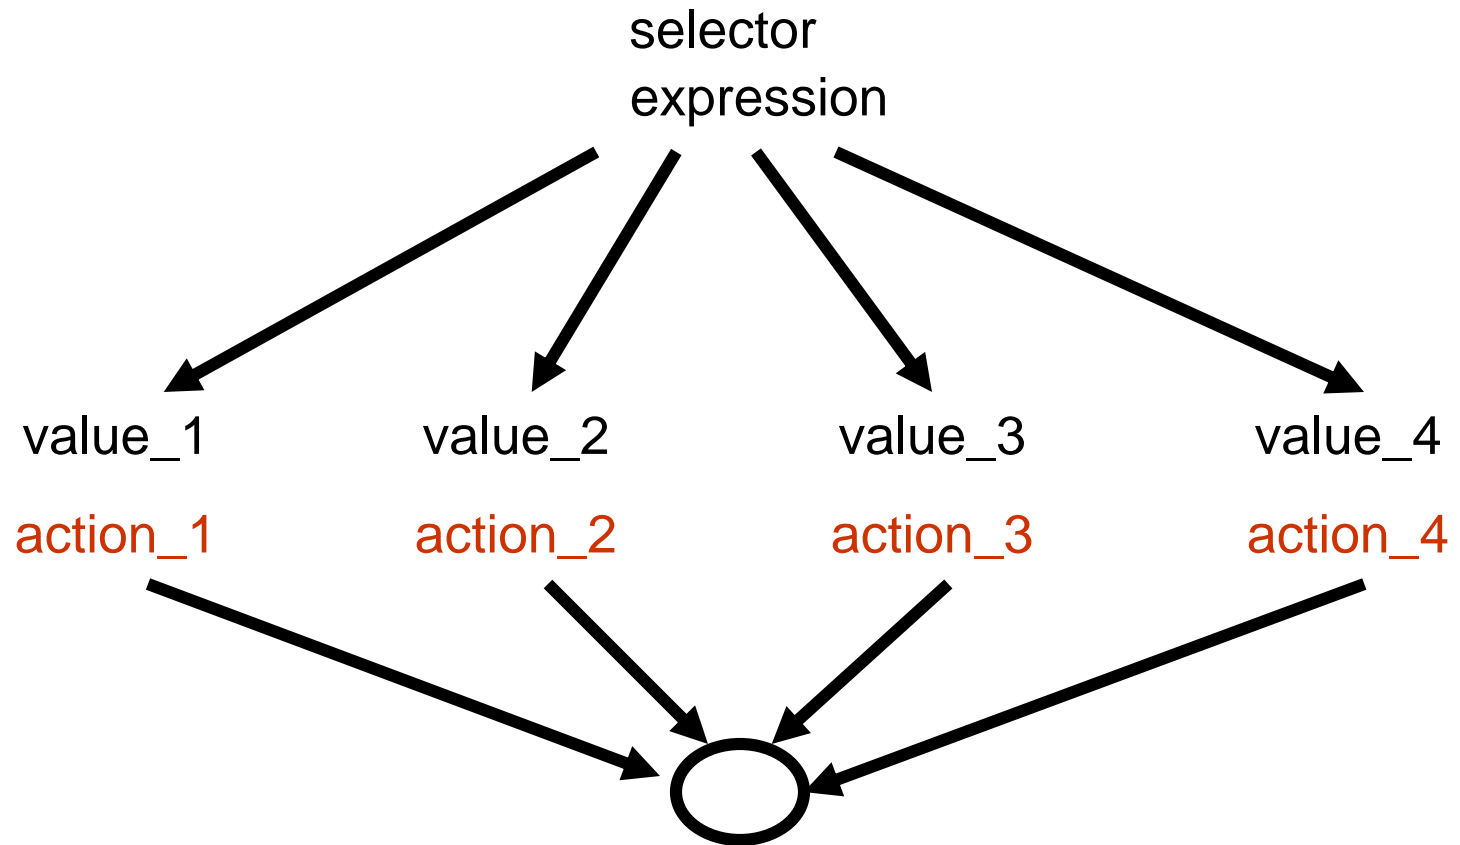 selector
expression
value_1 value_2 value_3 value_4
action_1 action_2 action_3 action_4